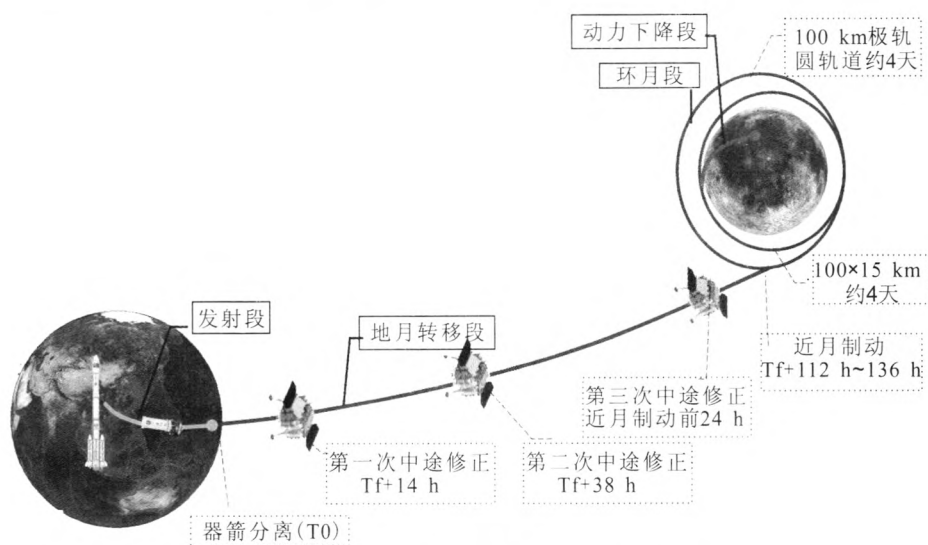 动力下降段
环月段
100 km极轨
圆轨道约4天
100×15 km
约4天
发射段
地月转移段
近月制动
Tf+112 h~136 h
第三次中途修正
近月制动前24 h
第一次中途修正
Tf+14 h
第二次中途修正
Tf+38 h
器箭分离(T0)